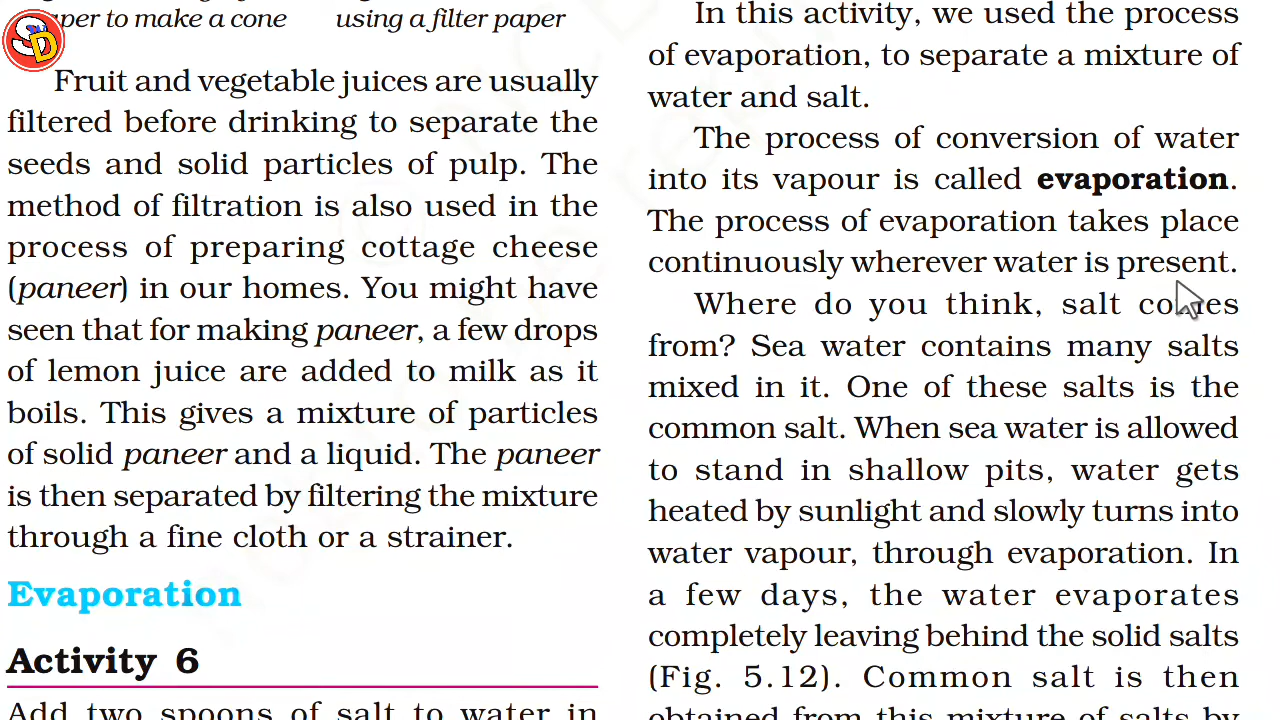 aper to make a cone
using a filter paper
SD
Fruit and vegetable juices are usually
filtered before drinking to separate the
seeds and solid particles of pulp. The
method of filtration is also used in the
process of preparing cottage cheese
(paneer) in our homes. You might have
seen that for making paneer, a few drops
of lemon juice are added to milk as it
boils. This gives a mixture of particles
of solid paneer and a liquid. The paneer
is then separated by filtering the mixture
through a fine cloth or a strainer.
Evaporation
Activity 6
Add two spoons of salt to water in
In this activity, we used the process
of evaporation, to separate a mixture of
water and salt.
The process of conversion of water
into its vapour is called evaporation.
The process of evaporation takes place
continuously wherever water is present.
Where do you think, salt comes
from? Sea water contains many salts
mixed in it. One of these salts is the
common salt. When sea water is allowed
to stand in shallow pits, water gets
heated by sunlight and slowly turns into
water vapour, through evaporation. In
a few days, the water evaporates
completely leaving behind the solid salts
(Fig. 5.12). Common salt is then
obtained from this mixture of salts by